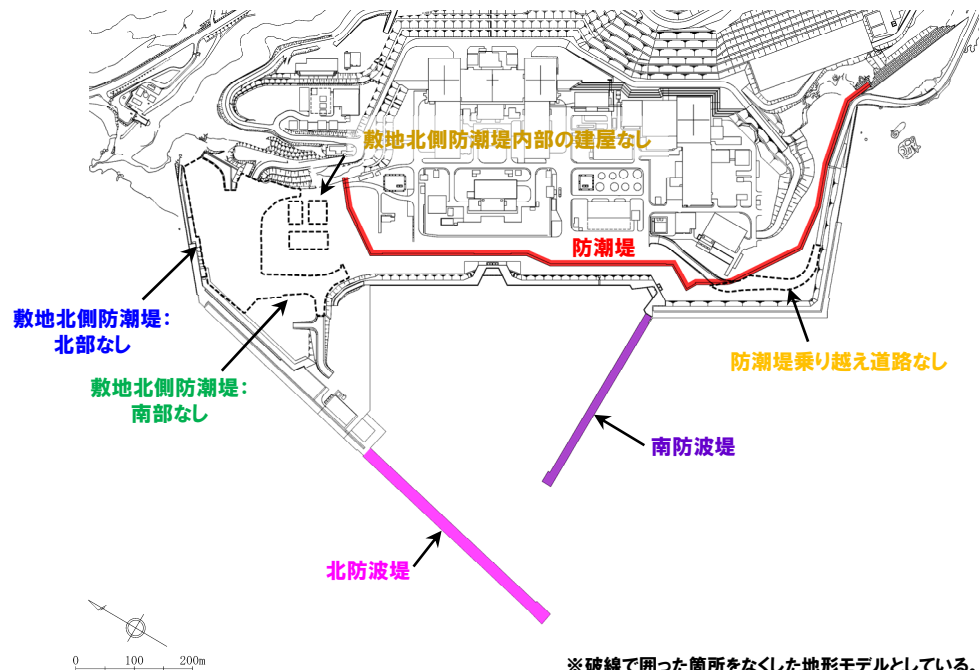 敷地北側防潮堤内部の建屋なし
防潮堤
敷地北側防潮堤:
北部なし
敷地北側防潮堤:
南部なし
防潮堤乗り越え道路なし
南防波堤
北防波堤
0 100 200m
※破線で囲った箇所をなくした地形モデルとしている。